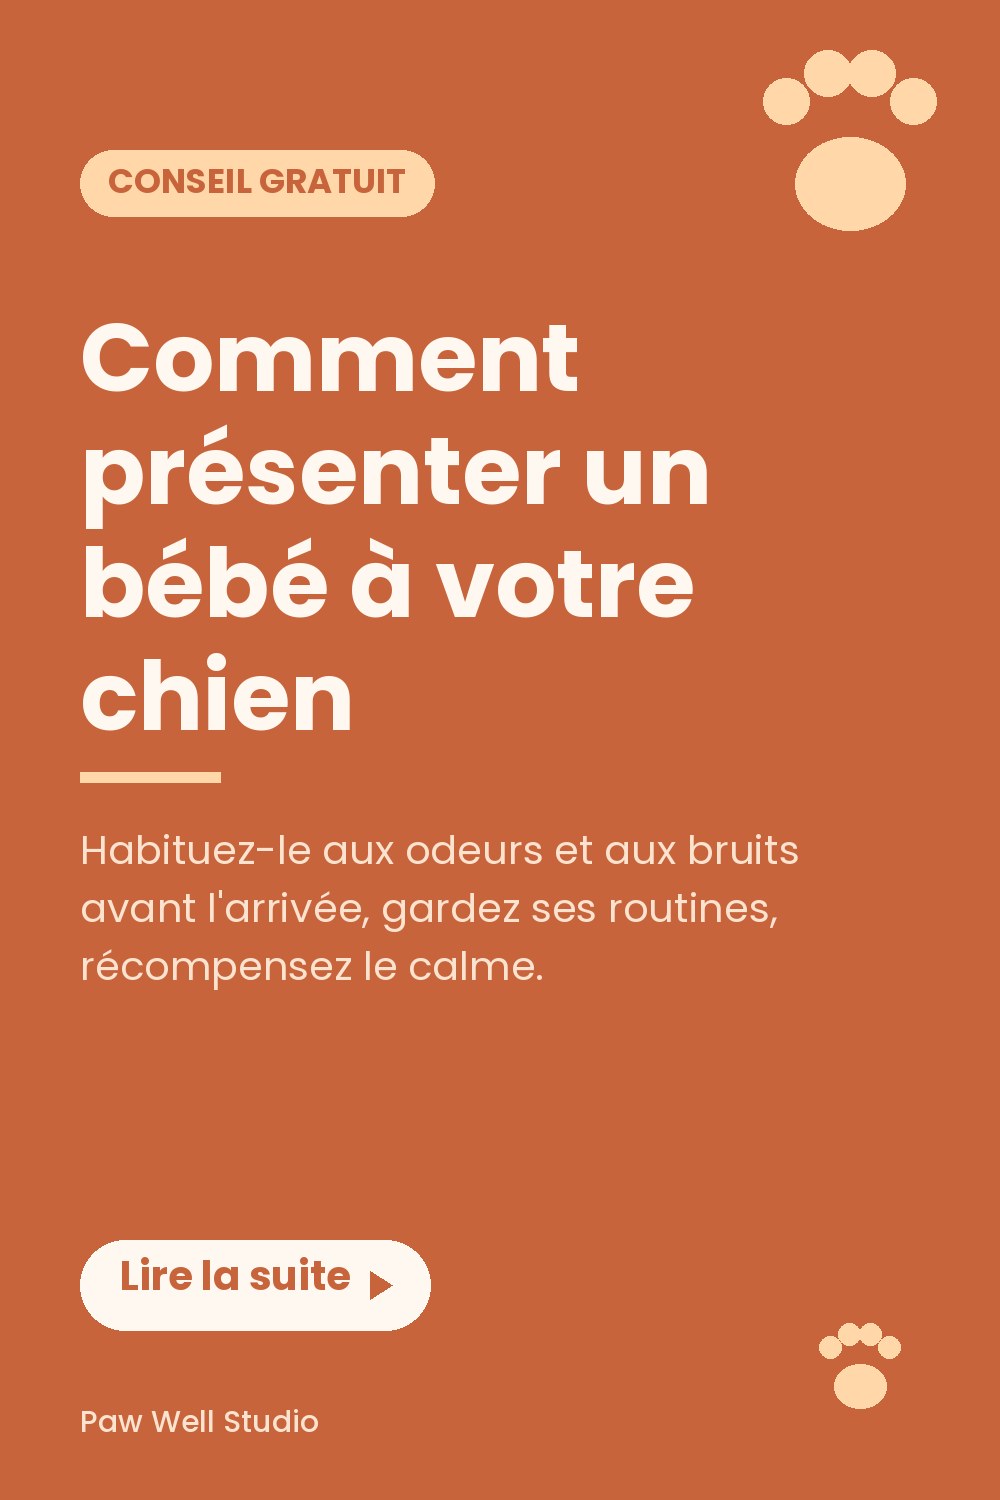 CONSEIL GRATUIT
Comment
présenter un
bébé à votre
chien
Habituez-le aux odeurs et aux bruits
avant l'arrivée, gardez ses routines,
récompensez le calme.
Lire la suite
Paw Well Studio